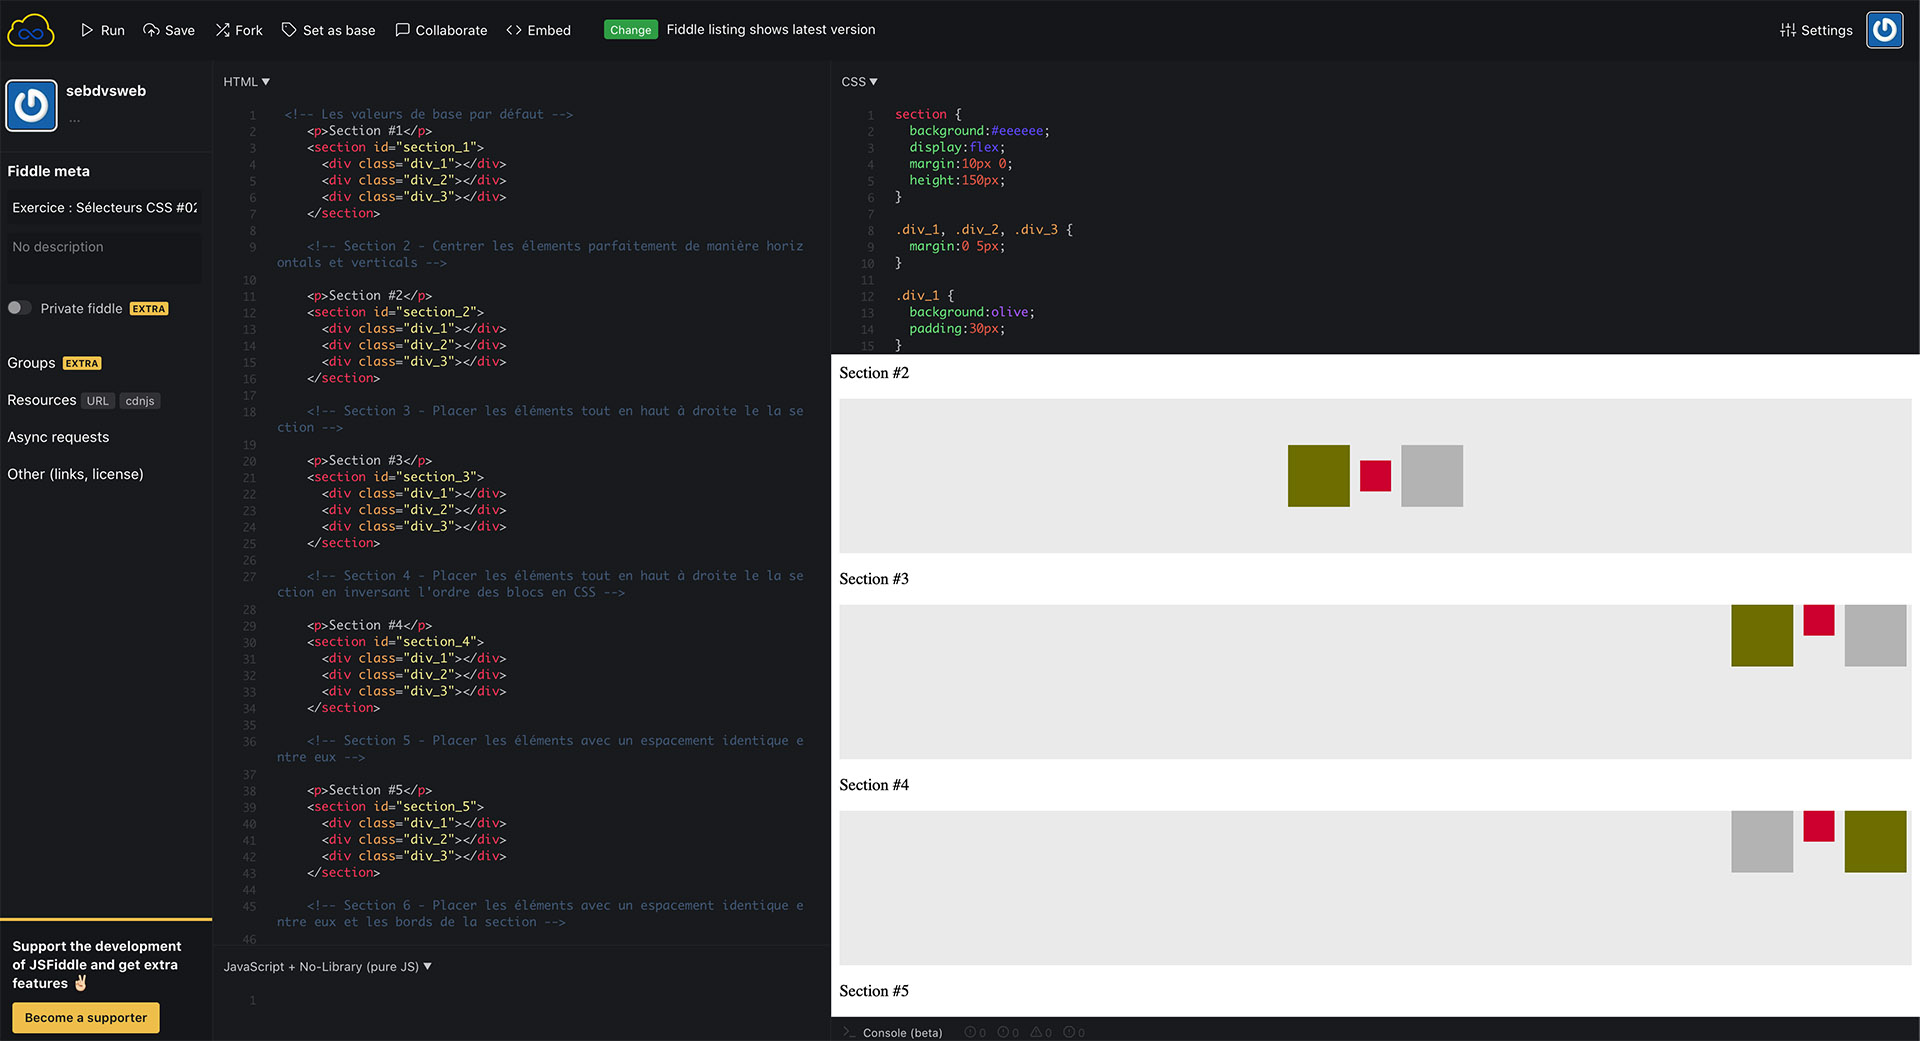 Run Save Fork Set as base Collaborate Embed Change Fiddle listing shows latest version Settings
sebdvsweb
...
Fiddle meta
Exercice : Sélecteurs CSS #02
No description
Private fiddle EXTRA
Groups EXTRA
Resources URL cdnjs
Async requests
Other (links, license)
Support the development
of JSFiddle and get extra
features ✌🏻
Become a supporter
HTML ▼
1 <!-- Les valeurs de base par défaut -->
2 <p>Section #1</p>
3 <section id="section_1">
4 <div class="div_1"></div>
5 <div class="div_2"></div>
6 <div class="div_3"></div>
7 </section>
8
9 <!-- Section 2 - Centrer les élements parfaitement de manière horiz
ontals et verticals -->
10
11 <p>Section #2</p>
12 <section id="section_2">
13 <div class="div_1"></div>
14 <div class="div_2"></div>
15 <div class="div_3"></div>
16 </section>
17
18 <!-- Section 3 - Placer les éléments tout en haut à droite le la se
ction -->
19
20 <p>Section #3</p>
21 <section id="section_3">
22 <div class="div_1"></div>
23 <div class="div_2"></div>
24 <div class="div_3"></div>
25 </section>
26
27 <!-- Section 4 - Placer les éléments tout en haut à droite le la se
ction en inversant l'ordre des blocs en CSS -->
28
29 <p>Section #4</p>
30 <section id="section_4">
31 <div class="div_1"></div>
32 <div class="div_2"></div>
33 <div class="div_3"></div>
34 </section>
35
36 <!-- Section 5 - Placer les éléments avec un espacement identique e
ntre eux -->
37
38 <p>Section #5</p>
39 <section id="section_5">
40 <div class="div_1"></div>
41 <div class="div_2"></div>
42 <div class="div_3"></div>
43 </section>
44
45 <!-- Section 6 - Placer les éléments avec un espacement identique e
ntre eux et les bords de la section -->
46
JavaScript + No-Library (pure JS) ▼
1
CSS ▼
1 section {
2 background:#eeeeee;
3 display:flex;
4 margin:10px 0;
5 height:150px;
6 }
7
8 .div_1, .div_2, .div_3 {
9 margin:0 5px;
10 }
11
12 .div_1 {
13 background:olive;
14 padding:30px;
15 }
Section #2
Section #3
Section #4
Section #5
>_ Console (beta) 0 0 0 0